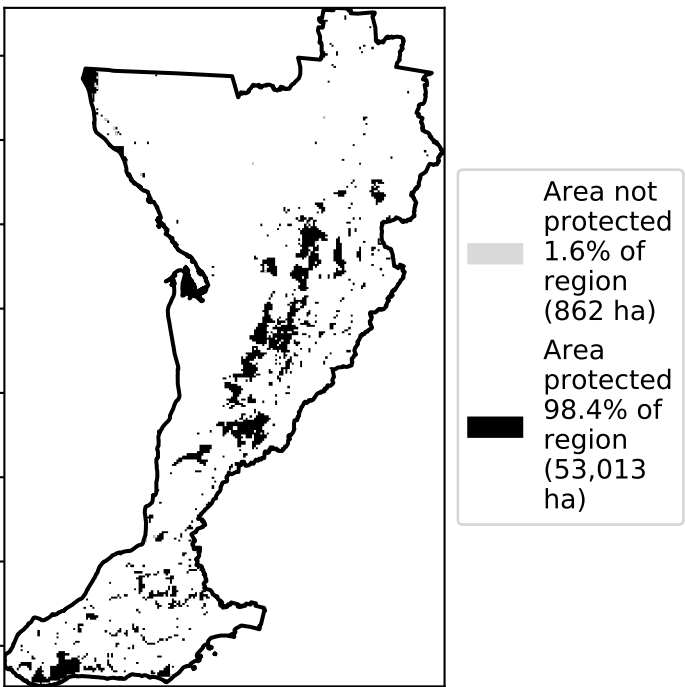 Area not
protected
1.6% of
region
(862 ha)
Area
protected
98.4% of
region
(53,013
ha)